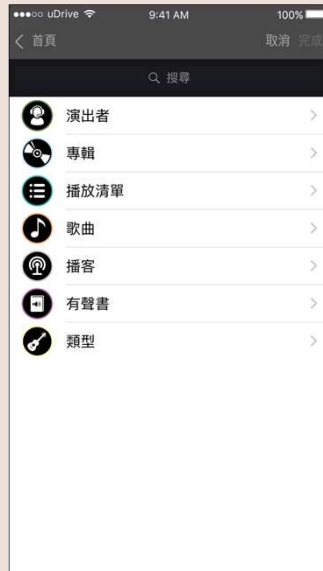 ●●●○○ uDrive 9:41 AM 100%
首頁 取消 完成
搜尋
演出者
專輯
播放清單
歌曲
播客
有聲書
類型